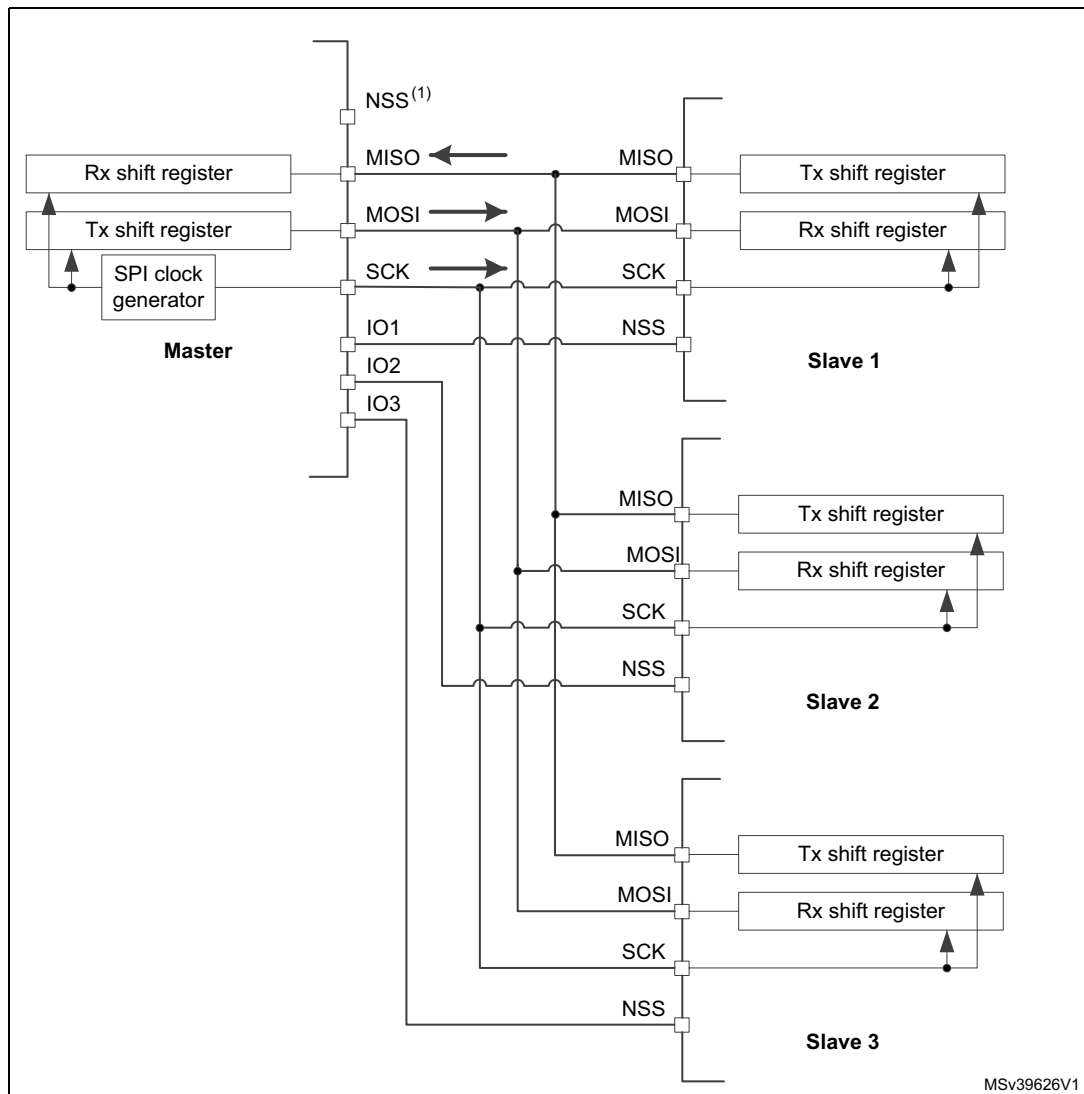 NSS(1)
MISO
MISO
Rx shift register
Tx shift register
MOSI
MOSI
Tx shift register
Rx shift register
SCK
SCK
SPI clock
generator
IO1
NSS
Master
Slave 1
IO2
IO3
MISO
Tx shift register
MOSI
Rx shift register
SCK
NSS
Slave 2
MISO
Tx shift register
MOSI
Rx shift register
SCK
NSS
Slave 3
MSv39626V1